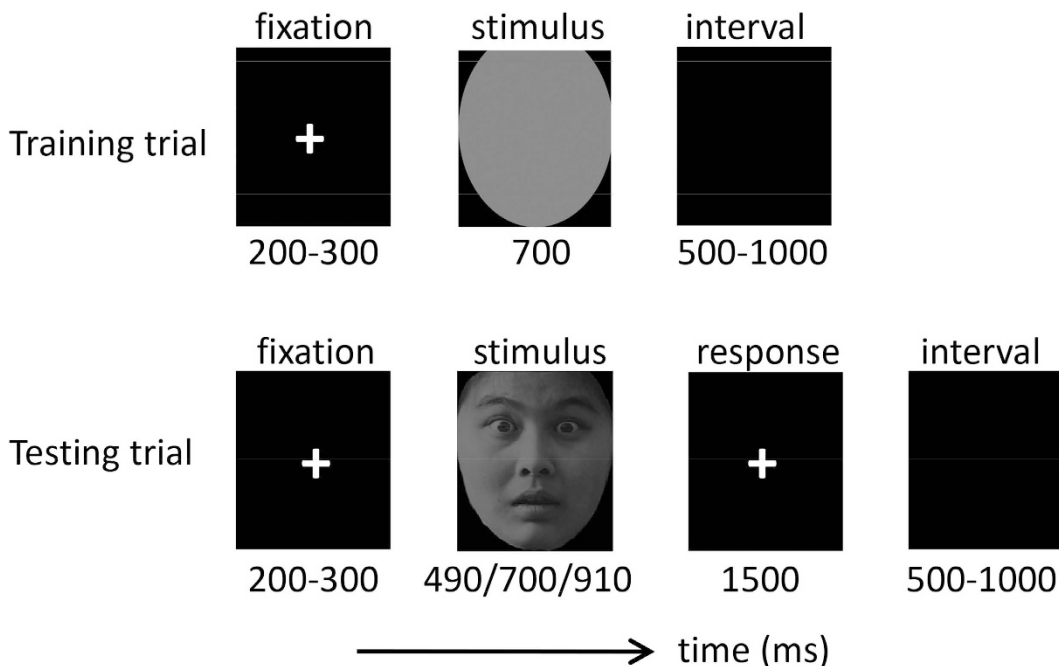 fixation stimulus interval
Training trial
200-300 700 500-1000
fixation stimulus response interval
Testing trial
200-300 490/700/910 1500 500-1000
time (ms)